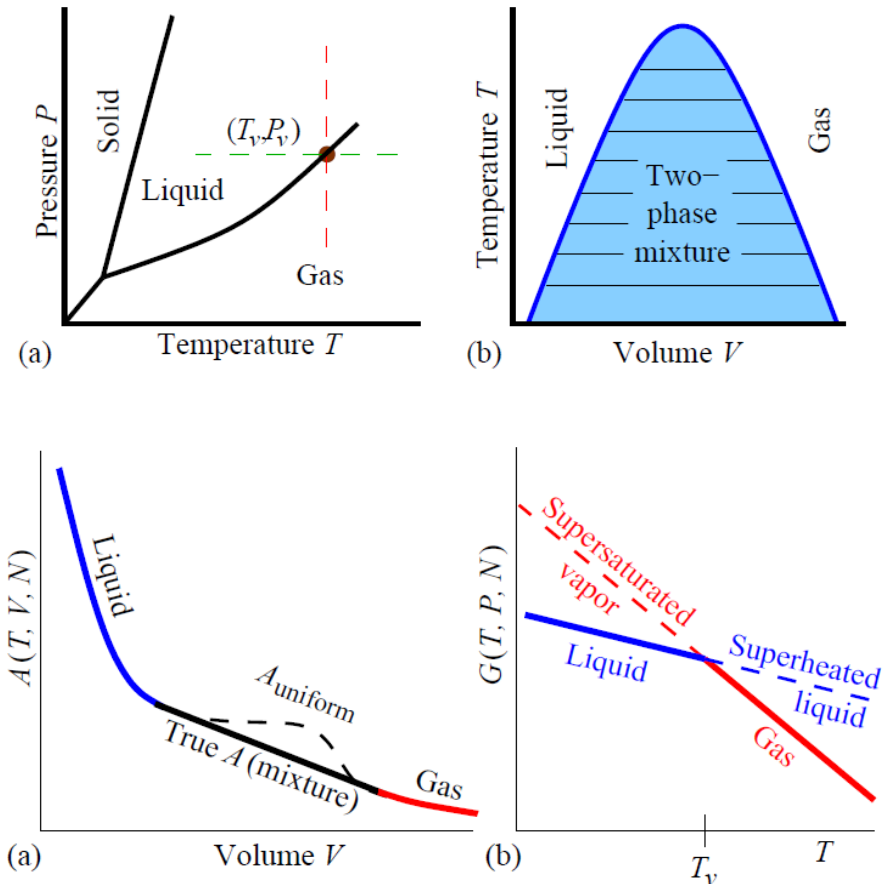 Pressure P
Solid
(Tv,Pv)
Liquid
Gas
(a)
Temperature T
Temperature T
Liquid
Gas
Two−
phase
mixture
(b)
Volume V
A(T, V, N)
Liquid
Auniform
True A (mixture)
Gas
(a)
Volume V
G(T, P, N)
Supersaturated
vapor
Liquid
Superheated
liquid
Gas
(b)
Tv
T